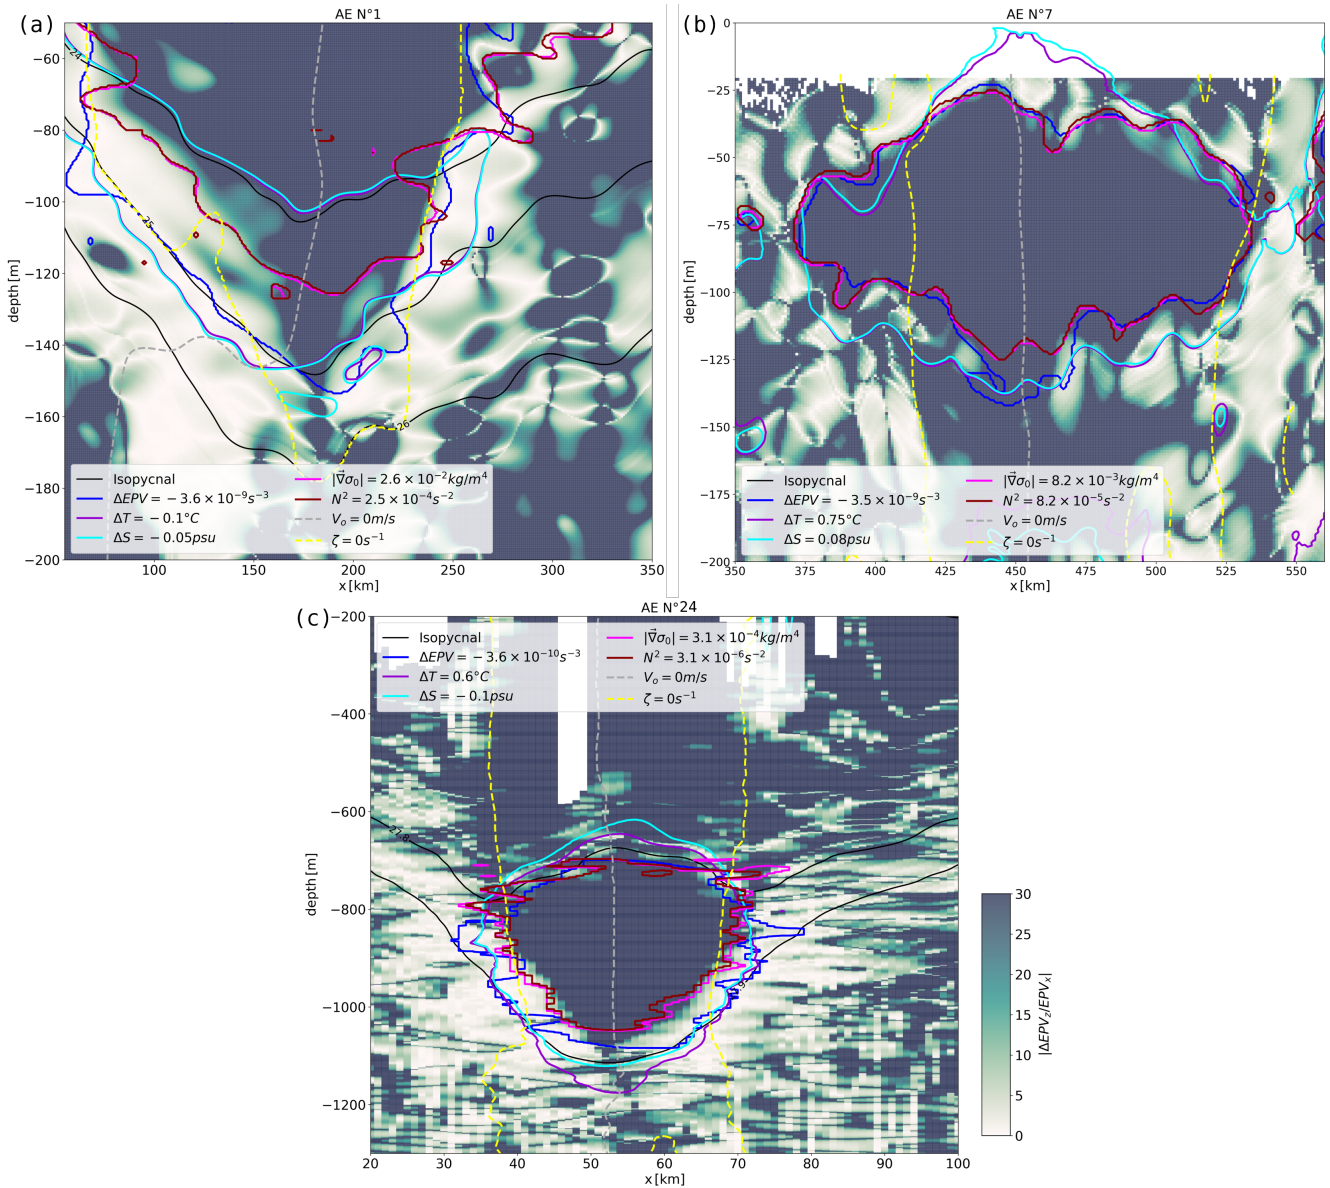 (a)
AE N°1
24
25
26
−60
−80
−100
−120
−140
−160
−180
−200
depth [m]
100
150
200
250
300
350
x [km]
Isopycnal
ΔEPV = − 3.6 × 10⁻⁹s⁻³
ΔT = − 0.1°C
ΔS = − 0.05psu
|∇⃗σ₀| = 2.6 × 10⁻²kg/m⁴
N² = 2.5 × 10⁻⁴s⁻²
Vₒ = 0m/s
ζ = 0s⁻¹
(b)
AE N°7
0
−25
−50
−75
−100
−125
−150
−175
−200
depth [m]
350
375
400
425
450
475
500
525
550
x [km]
Isopycnal
ΔEPV = − 3.5 × 10⁻⁹s⁻³
ΔT = 0.75°C
ΔS = 0.08psu
|∇⃗σ₀| = 8.2 × 10⁻³kg/m⁴
N² = 8.2 × 10⁻⁵s⁻²
Vₒ = 0m/s
ζ = 0s⁻¹
(c)
AE N°24
−200
−400
−600
−800
−1000
−1200
depth [m]
20
30
40
50
60
70
80
90
100
x [km]
Isopycnal
ΔEPV = − 3.6 × 10⁻¹⁰s⁻³
ΔT = 0.6°C
ΔS = − 0.1psu
|∇⃗σ₀| = 3.1 × 10⁻⁴kg/m⁴
N² = 3.1 × 10⁻⁶s⁻²
Vₒ = 0m/s
ζ = 0s⁻¹
27.8
30
25
20
15
10
5
0
|ΔEPV_z/EPV_x|